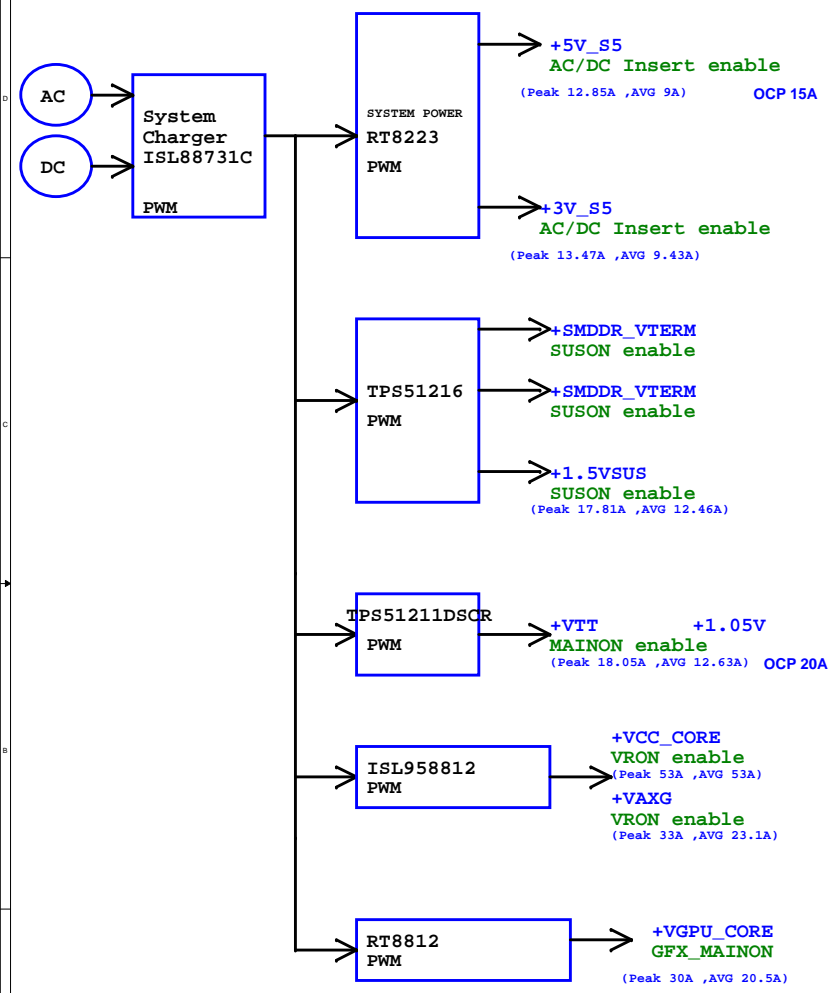 D
AC
DC
System
Charger
ISL88731C
PWM
SYSTEM POWER
RT8223
PWM
+5V_S5
AC/DC Insert enable
(Peak 12.85A ,AVG 9A) OCP 15A
+3V_S5
AC/DC Insert enable
(Peak 13.47A ,AVG 9.43A)
C
TPS51216
PWM
+SMDDR_VTERM
SUSON enable
+SMDDR_VTERM
SUSON enable
+1.5VSUS
SUSON enable
(Peak 17.81A ,AVG 12.46A)
TPS51211DSCR
PWM
+VTT +1.05V
MAINON enable
(Peak 18.05A ,AVG 12.63A) OCP 20A
B
ISL958812
PWM
+VCC_CORE
VRON enable
(Peak 53A ,AVG 53A)
+VAXG
VRON enable
(Peak 33A ,AVG 23.1A)
RT8812
PWM
+VGPU_CORE
GFX_MAINON
(Peak 30A ,AVG 20.5A)